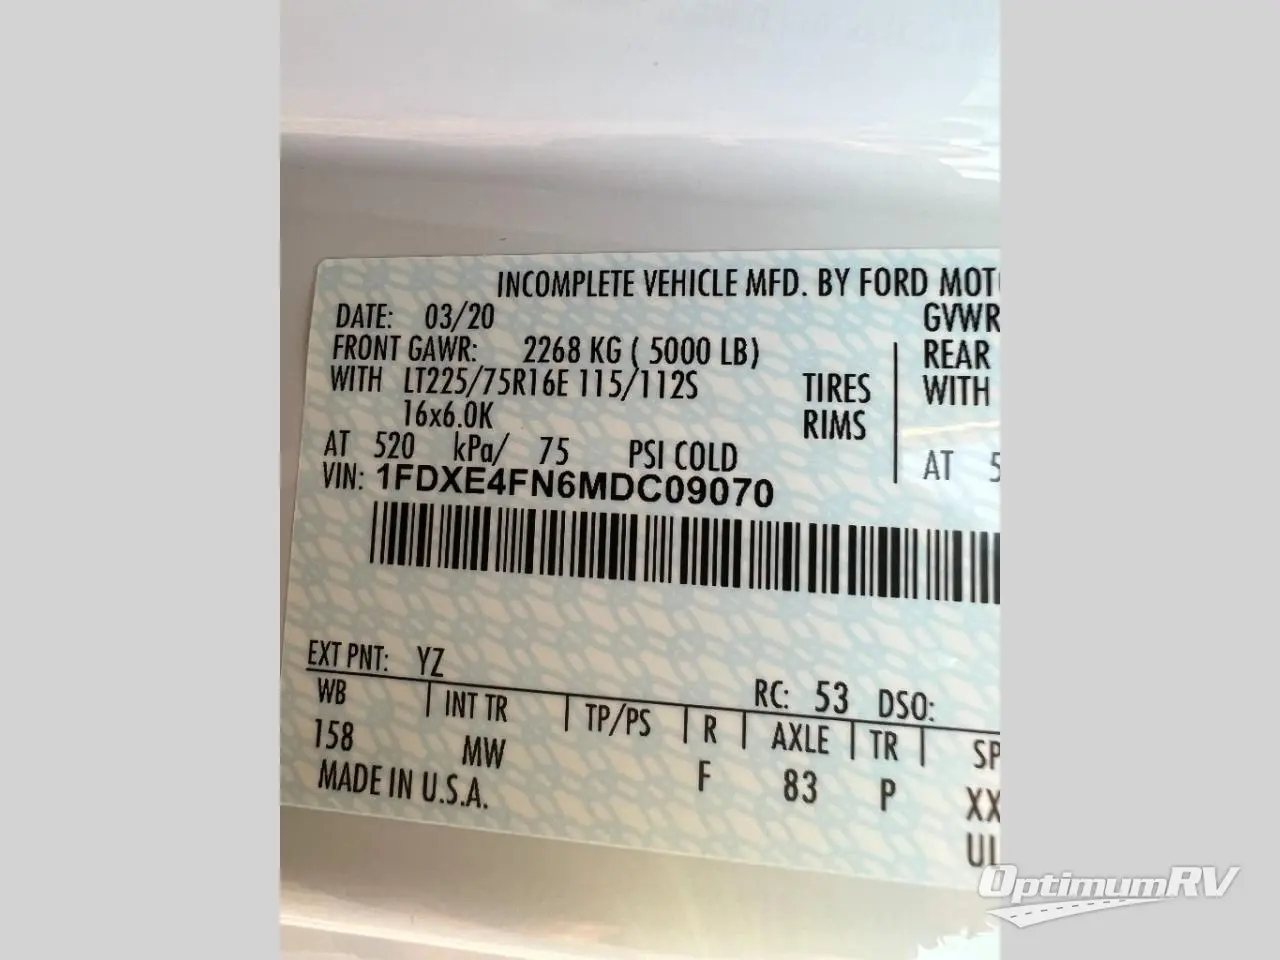 INCOMPLETE VEHICLE MFD. BY FORD
DATE: 03/20 GVWR
FRONT GAWR: 2268 KG ( 5000 LB) REAR
WITH LT225/75R16E 115/112S TIRES WITH
16x6.0K RIMS
AT 520 kPa/ 75 PSI COLD AT 5
VIN: 1FDXE4FN6MDC09070
EXT PNT: YZ RC: 53 DSO:
WB INT TR TP/PS R AXLE TR
158 MW F 83 P XX
MADE IN U.S.A.
OptimumRV